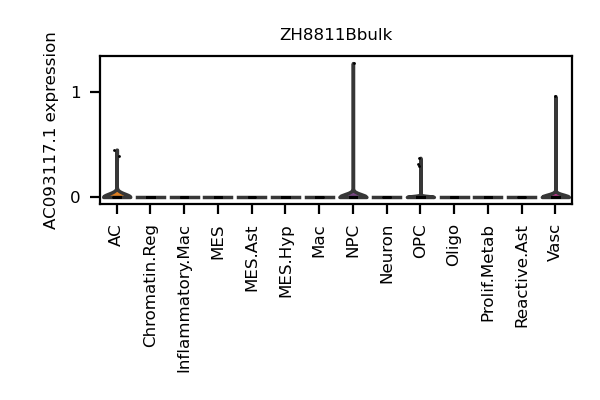 ZH8811Bbulk
AC093117.1 expression
1
0
AC
Chromatin.Reg
Inflammatory.Mac
MES
MES.Ast
MES.Hyp
Mac
NPC
Neuron
OPC
Oligo
Prolif.Metab
Reactive.Ast
Vasc